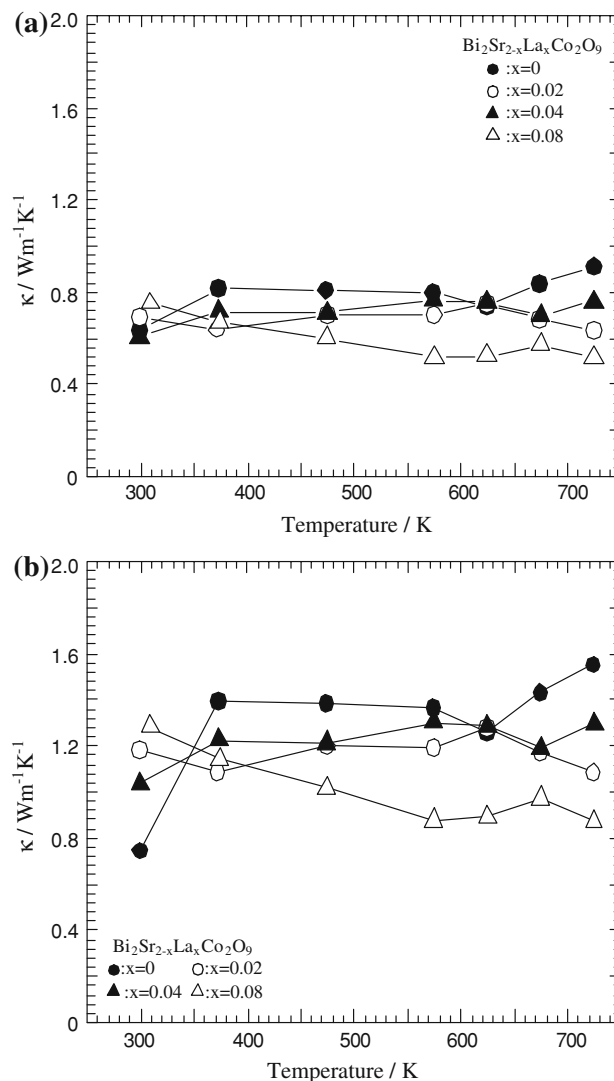 (a)
2.0
1.6
1.2
0.8
0.4
0
κ / Wm⁻¹K⁻¹
Bi₂Sr₂₋ₓLaₓCo₂O₉
:x=0
:x=0.02
:x=0.04
:x=0.08
300 400 500 600 700
Temperature / K
(b)
2.0
1.6
1.2
0.8
0.4
0
κ / Wm⁻¹K⁻¹
Bi₂Sr₂₋ₓLaₓCo₂O₉
:x=0 :x=0.02
:x=0.04 :x=0.08
300 400 500 600 700
Temperature / K